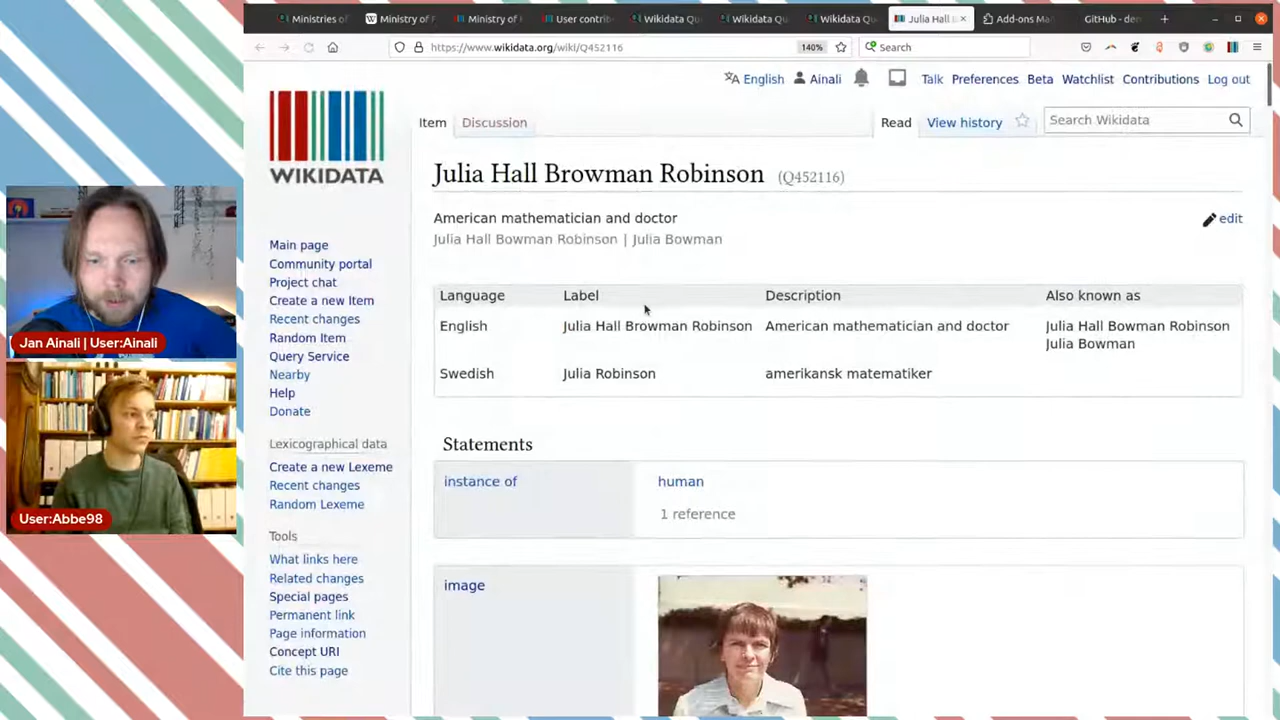 Ministries of
Ministry of F
Ministry of
User contrib
Wikidata Qu
Wikidata Qu
Wikidata Qu
Julia Hall
Add-ons Ma
GitHub - de
https://www.wikidata.org/wiki/Q452116
140%
Search
English
Ainali
Talk
Preferences
Beta
Watchlist
Contributions
Log out
WIKIDATA
Item
Discussion
Read
View history
Search Wikidata
Julia Hall Browman Robinson (Q452116)
American mathematician and doctor
edit
Julia Hall Bowman Robinson | Julia Bowman
Main page
Community portal
Project chat
Create a new Item
Recent changes
Random Item
Query Service
Nearby
Help
Donate
Lexicographical data
Create a new Lexeme
Recent changes
Random Lexeme
Tools
What links here
Related changes
Special pages
Permanent link
Page information
Concept URI
Cite this page
Language Label Description Also known as
English Julia Hall Browman Robinson American mathematician and doctor Julia Hall Bowman Robinson
Julia Bowman
Swedish Julia Robinson amerikansk matematiker
Statements
instance of
human
1 reference
image
Jan Ainali | User:Ainali
User:Abbe98